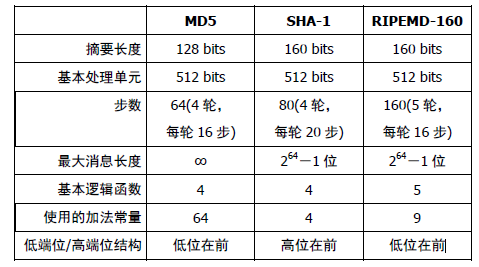 MD5 SHA-1 RIPEMD-160
摘要长度 128 bits 160 bits 160 bits
基本处理单元 512 bits 512 bits 512 bits
步数 64(4 轮, 80(4 轮, 160(5 轮,
每轮 16 步) 每轮 20 步) 每轮 16 步)
最大消息长度 ∞ 2⁶⁴－1 位 2⁶⁴－1 位
基本逻辑函数 4 4 5
使用的加法常量 64 4 9
低端位/高端位结构 低位在前 高位在前 低位在前